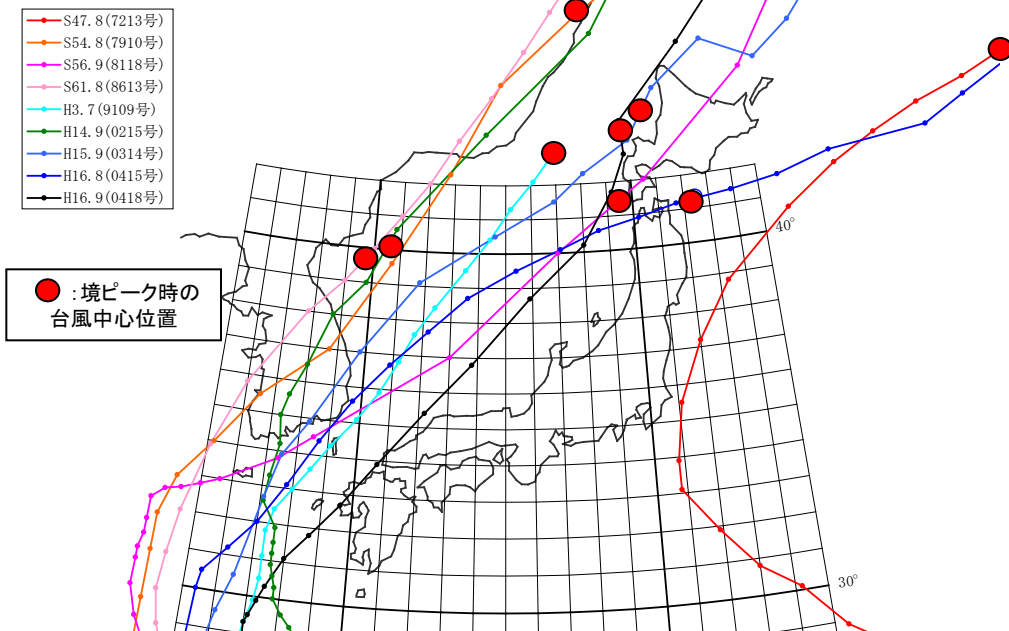 S47.8(7213号)
S54.8(7910号)
S56.9(8118号)
S61.8(8613号)
H3.7(9109号)
H14.9(0215号)
H15.9(0314号)
H16.8(0415号)
H16.9(0418号)
40°
:境ピーク時の
台風中心位置
30°